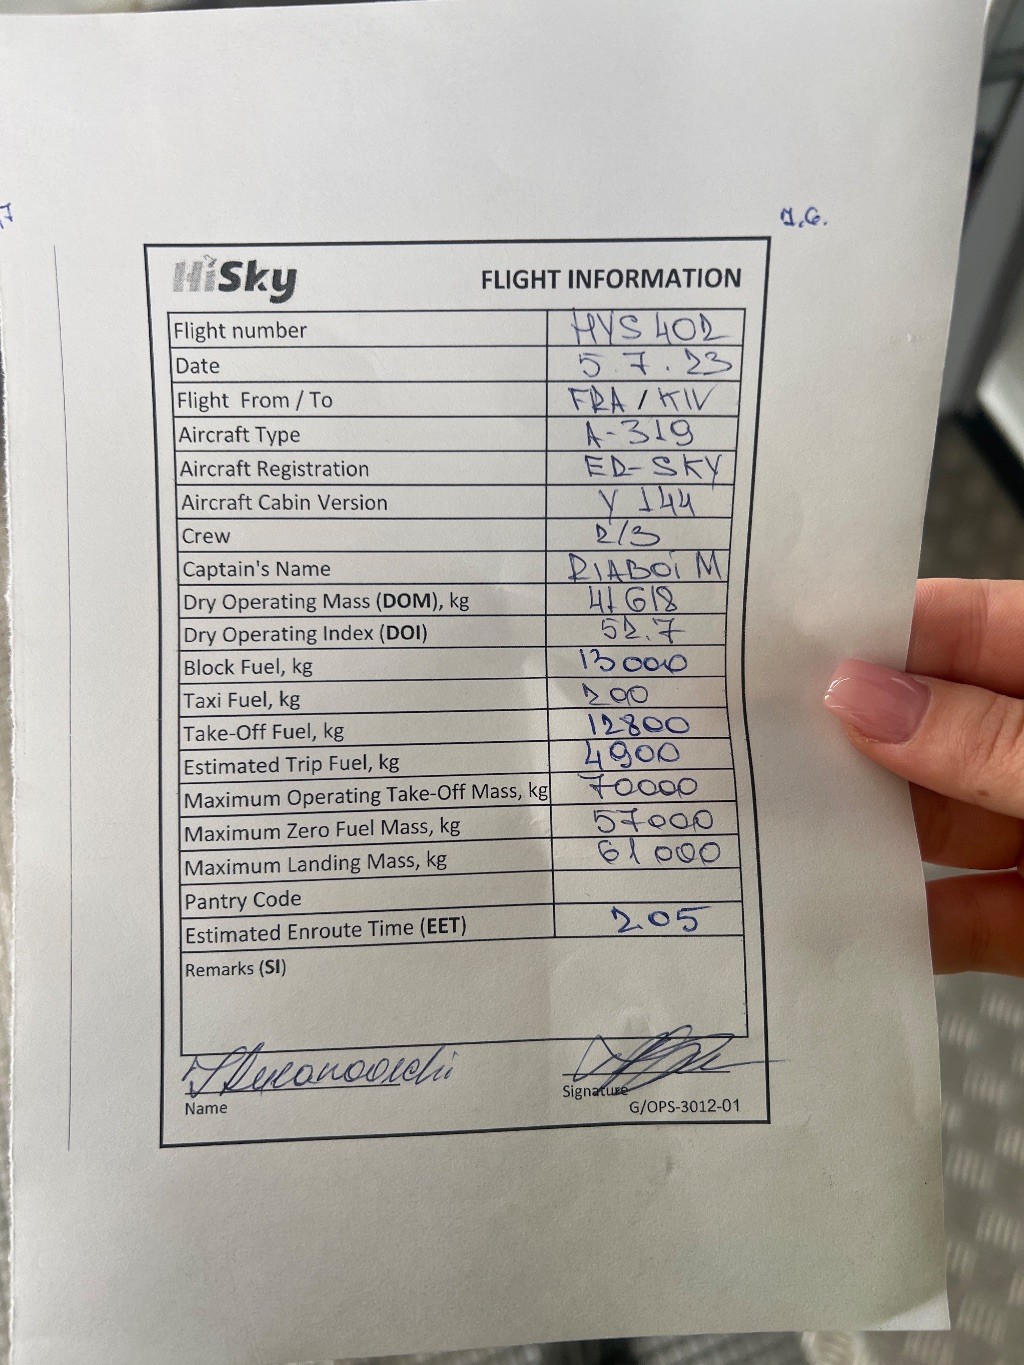 7.6.
HiSky FLIGHT INFORMATION
Flight number HYS 402
Date 5.7.23
Flight From / To FRA / KIV
Aircraft Type A-319
Aircraft Registration ER-SKY
Aircraft Cabin Version Y 144
Crew 2/3
Captain's Name RIABOI M
Dry Operating Mass (DOM), kg 41618
Dry Operating Index (DOI) 52.7
Block Fuel, kg 13000
Taxi Fuel, kg 200
Take-Off Fuel, kg 12800
Estimated Trip Fuel, kg 4900
Maximum Operating Take-Off Mass, kg 70000
Maximum Zero Fuel Mass, kg 57000
Maximum Landing Mass, kg 61000
Pantry Code
Estimated Enroute Time (EET) 2.05
Remarks (SI)
Name Signature
G/OPS-3012-01